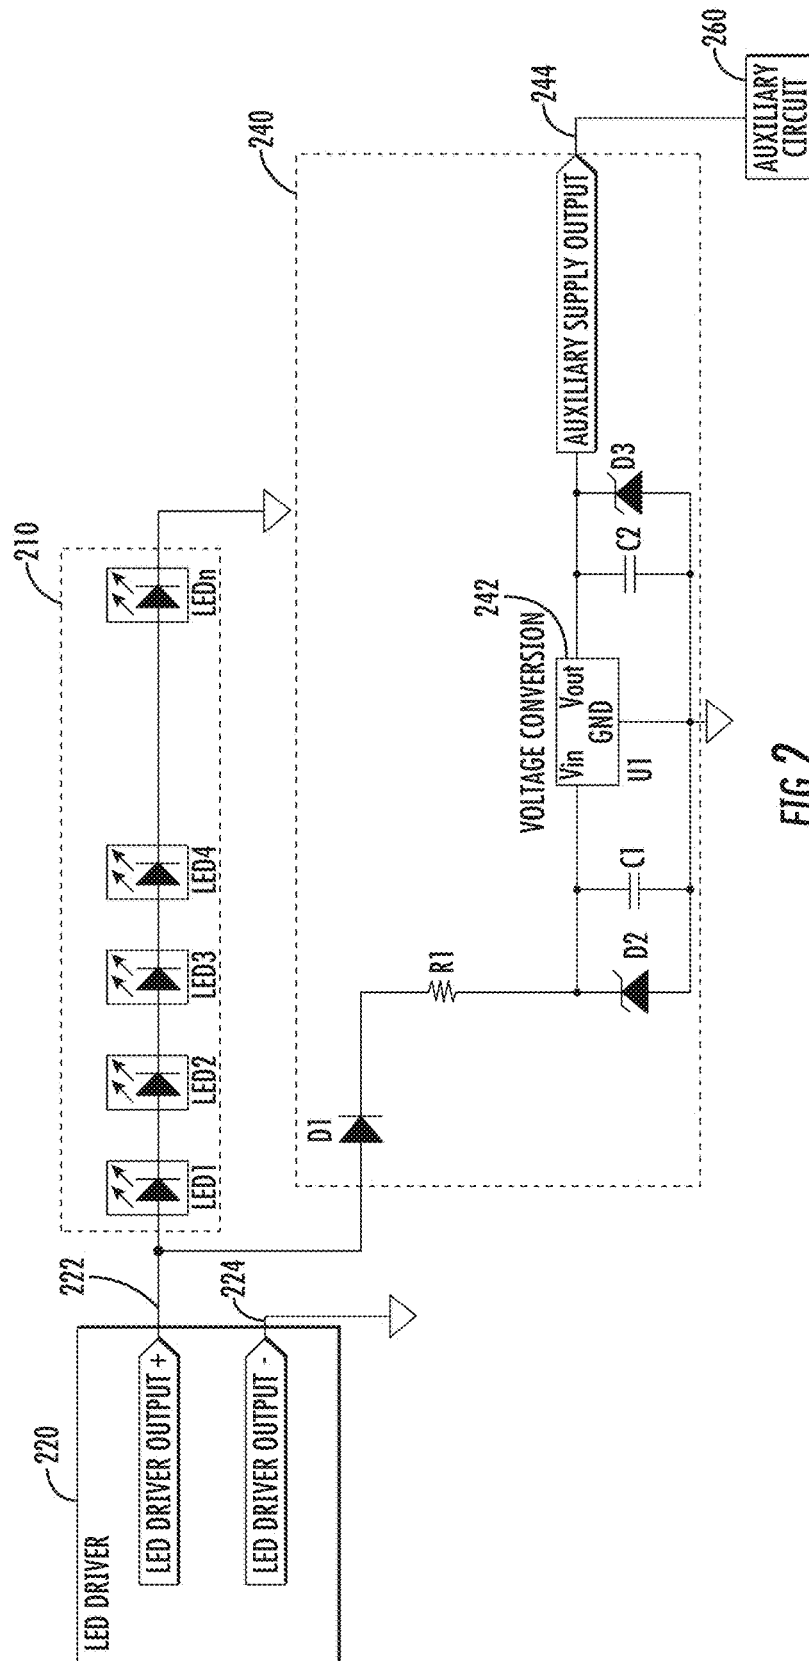 220
LED DRIVER
LED DRIVER OUTPUT +
LED DRIVER OUTPUT -
222
224
210
LED1
LED2
LED3
LED4
LEDn
240
D1
R1
D2
C1
VOLTAGE CONVERSION
242
Vin
Vout
GND
U1
C2
D3
AUXILIARY SUPPLY OUTPUT
244
260
AUXILIARY
CIRCUIT
FIG 2